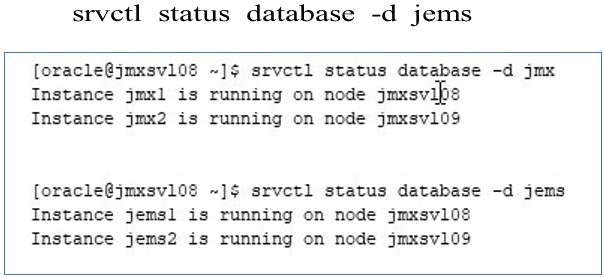 srvctl status database -d jems
[oracle@jmxsvl08 ~]$ srvctl status database -d jmx
Instance jmx1 is running on node jmxsvl08
Instance jmx2 is running on node jmxsvl09
[oracle@jmxsvl08 ~]$ srvctl status database -d jems
Instance jems1 is running on node jmxsvl08
Instance jems2 is running on node jmxsvl09